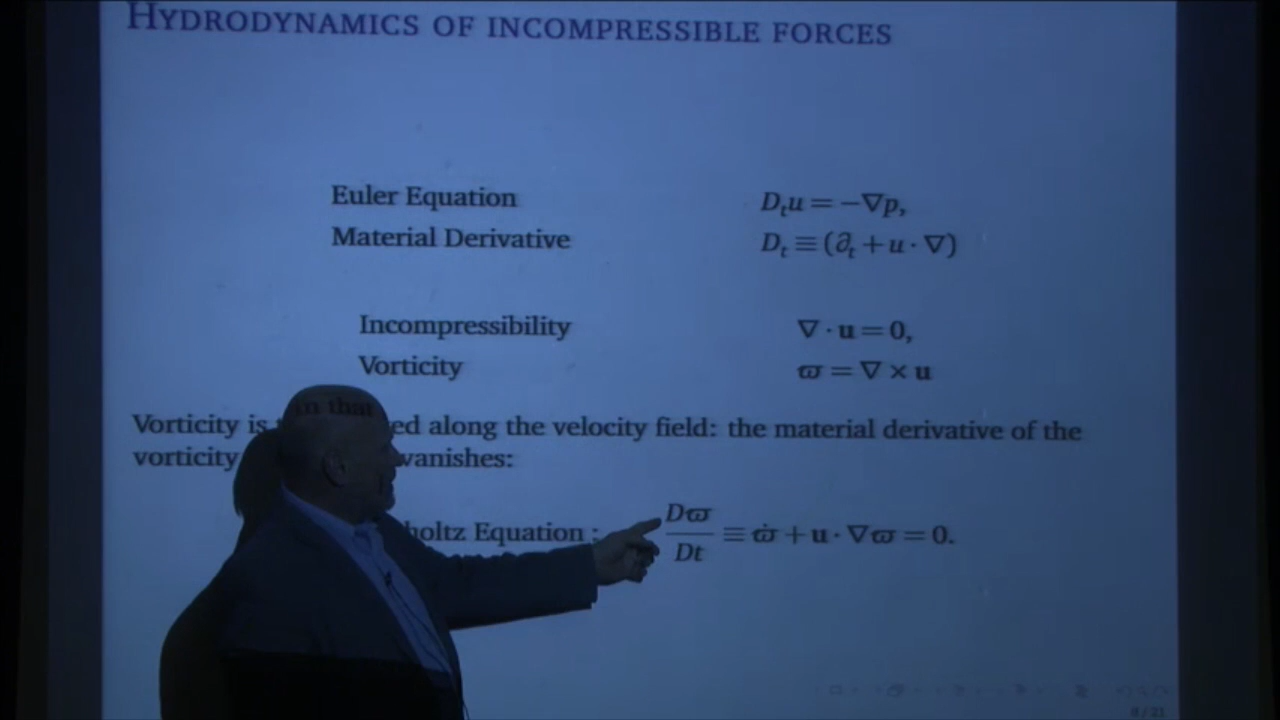 HYDRODYNAMICS OF INCOMPRESSIBLE FORCES
Euler Equation D_t u = −∇p,
Material Derivative D_t ≡ (∂_t + u · ∇)
Incompressibility ∇ · u = 0,
Vorticity ϖ = ∇ × u
Vorticity is ed along the velocity field: the material derivative of the
vorticity vanishes:
holtz Equation : Dϖ/Dt ≡ ϖ̇ + u · ∇ϖ = 0.